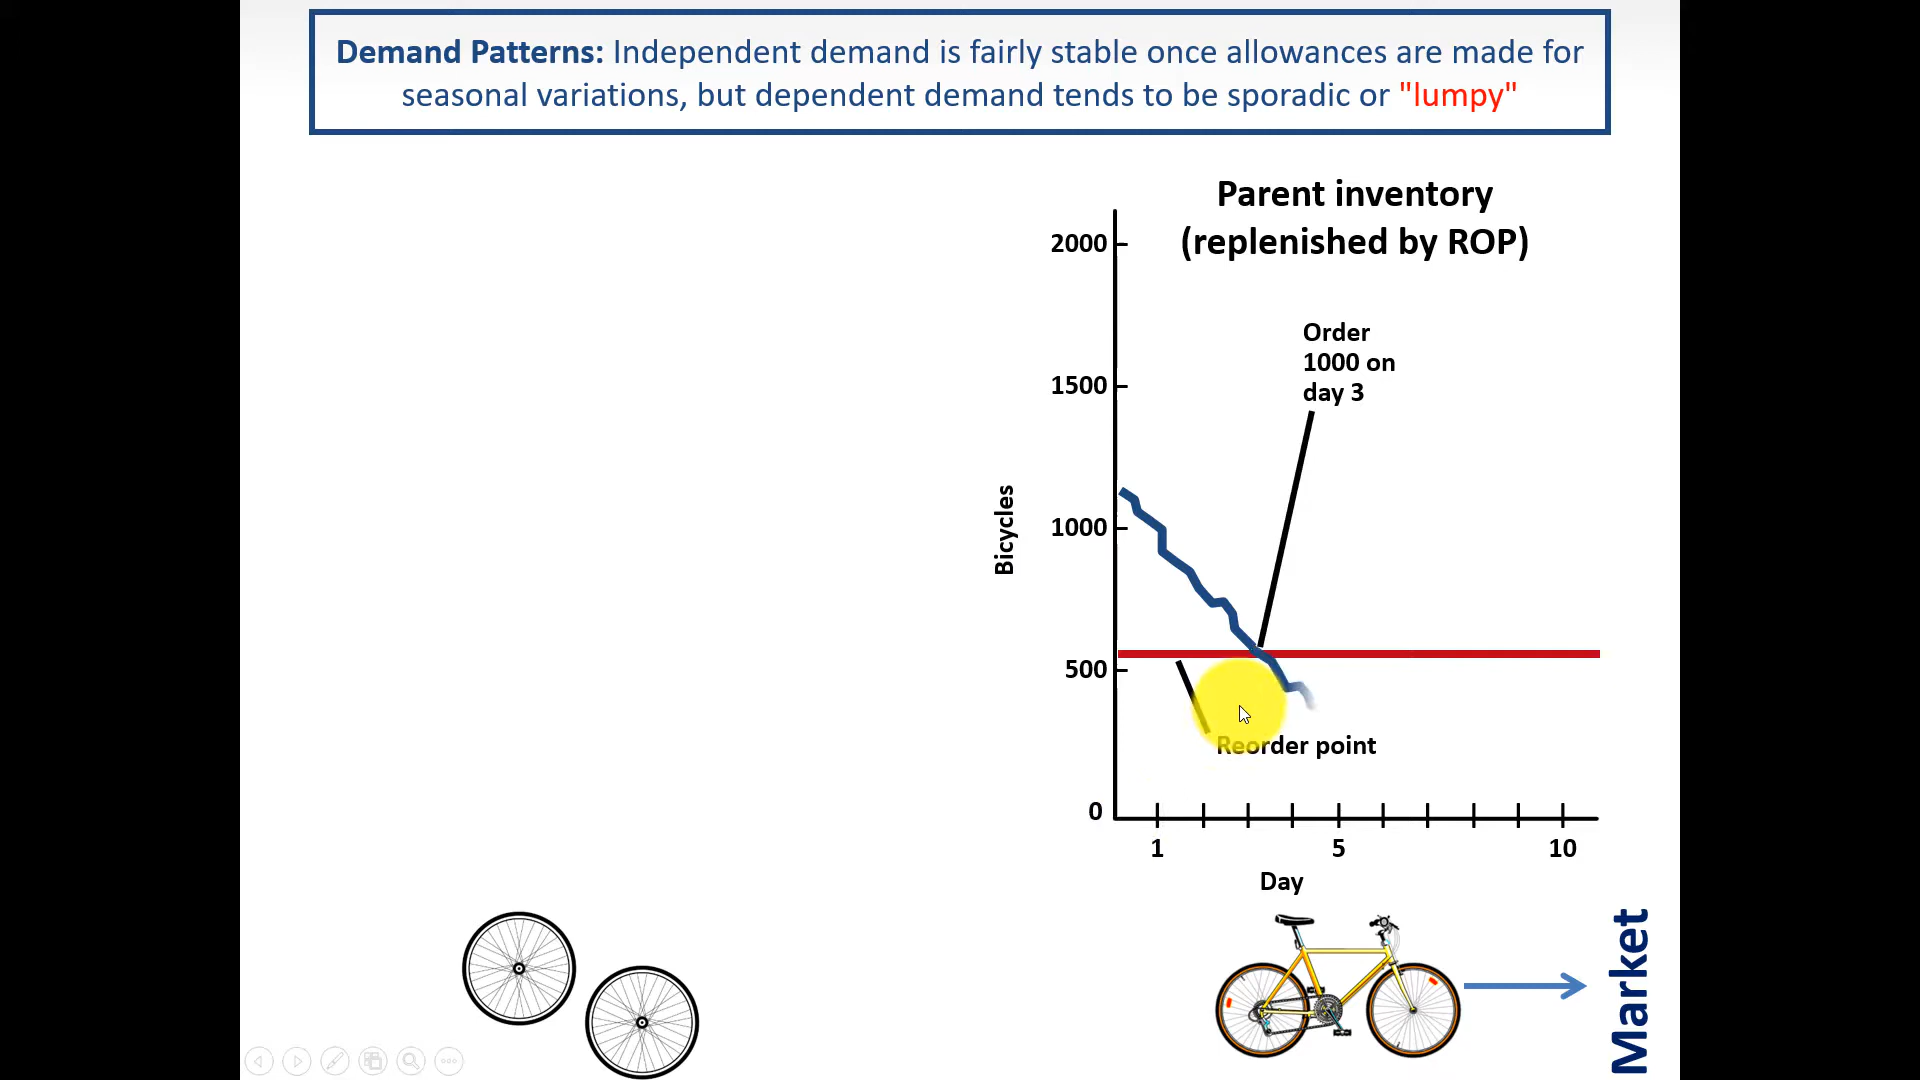 Demand Patterns: Independent demand is fairly stable once allowances are made for
seasonal variations, but dependent demand tends to be sporadic or "lumpy"
Parent inventory
(replenished by ROP)
2000
Order
1000 on
day 3
1500
Bicycles
1000
500
Reorder point
0
1 5 10
Day
Market